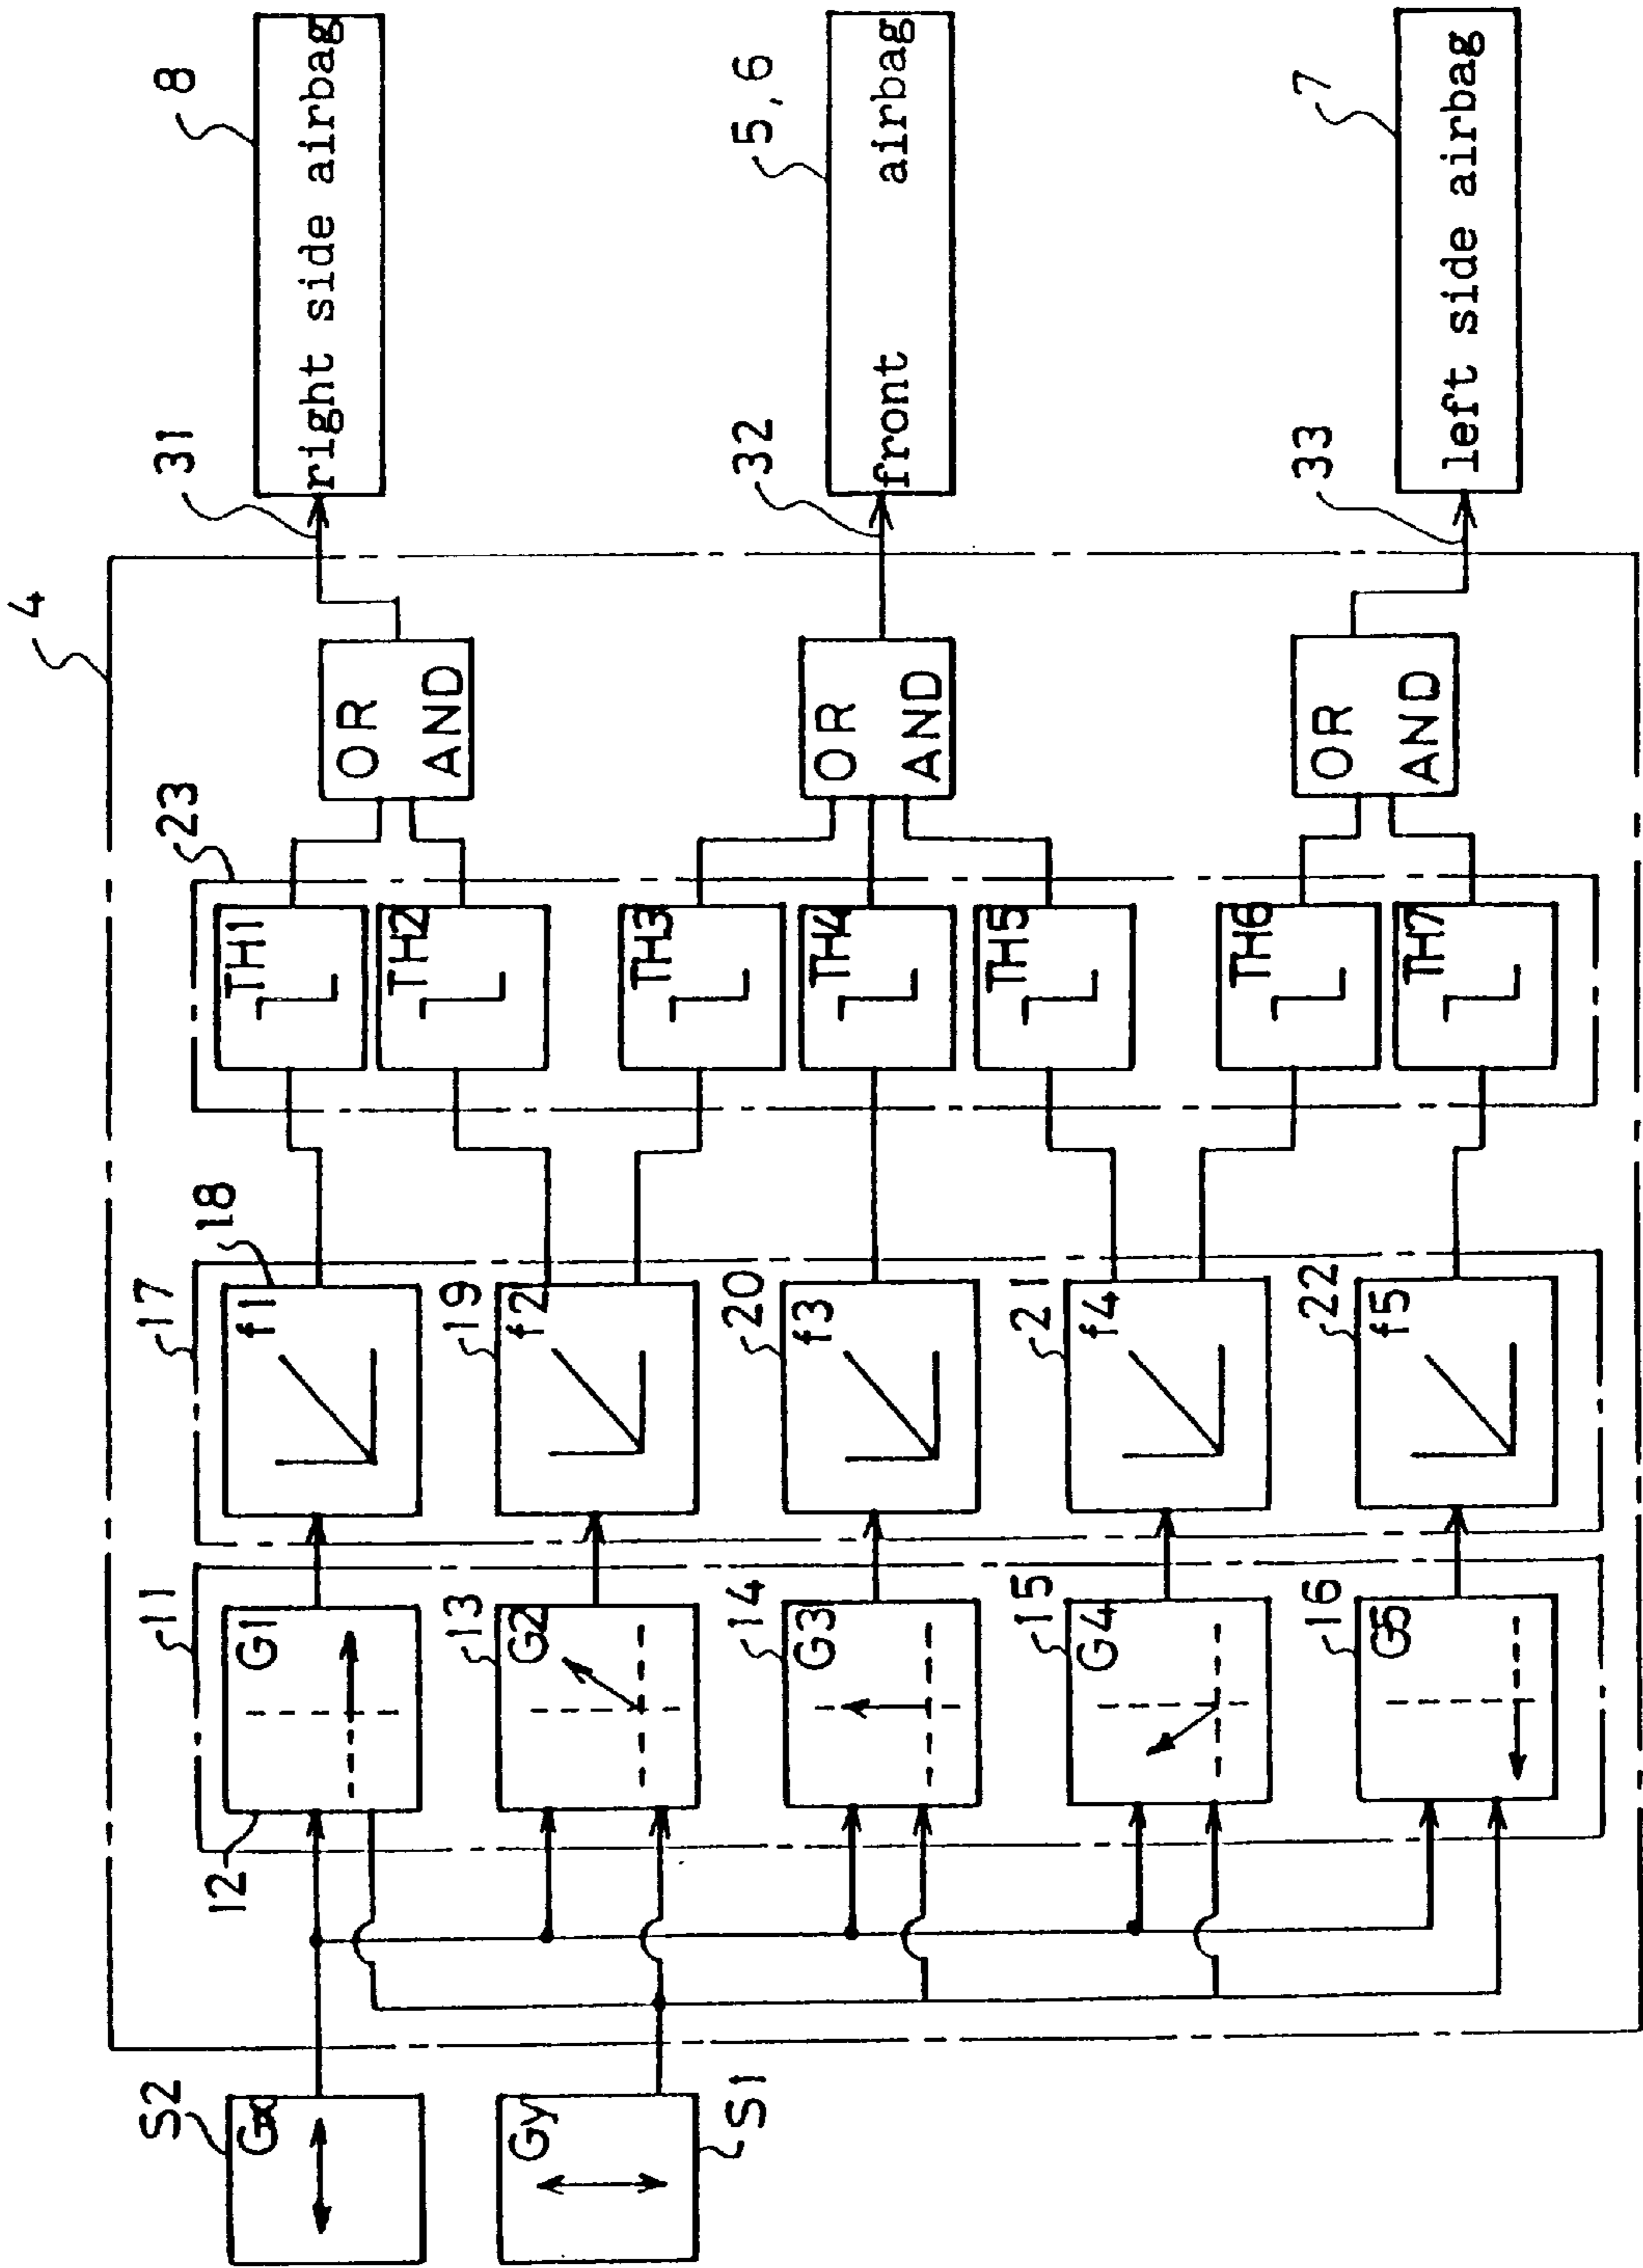 4
S2
Gx
S1
Gy
11
12
G1
13
G2
14
G3
15
G4
16
G5
17
18
f1
19
f2
20
f3
21
f4
22
f5
23
TH1
TH2
TH3
TH4
TH5
TH6
TH7
OR
AND
OR
AND
OR
AND
31
8
right side airbag
32
5, 6
front airbag
33
7
left side airbag